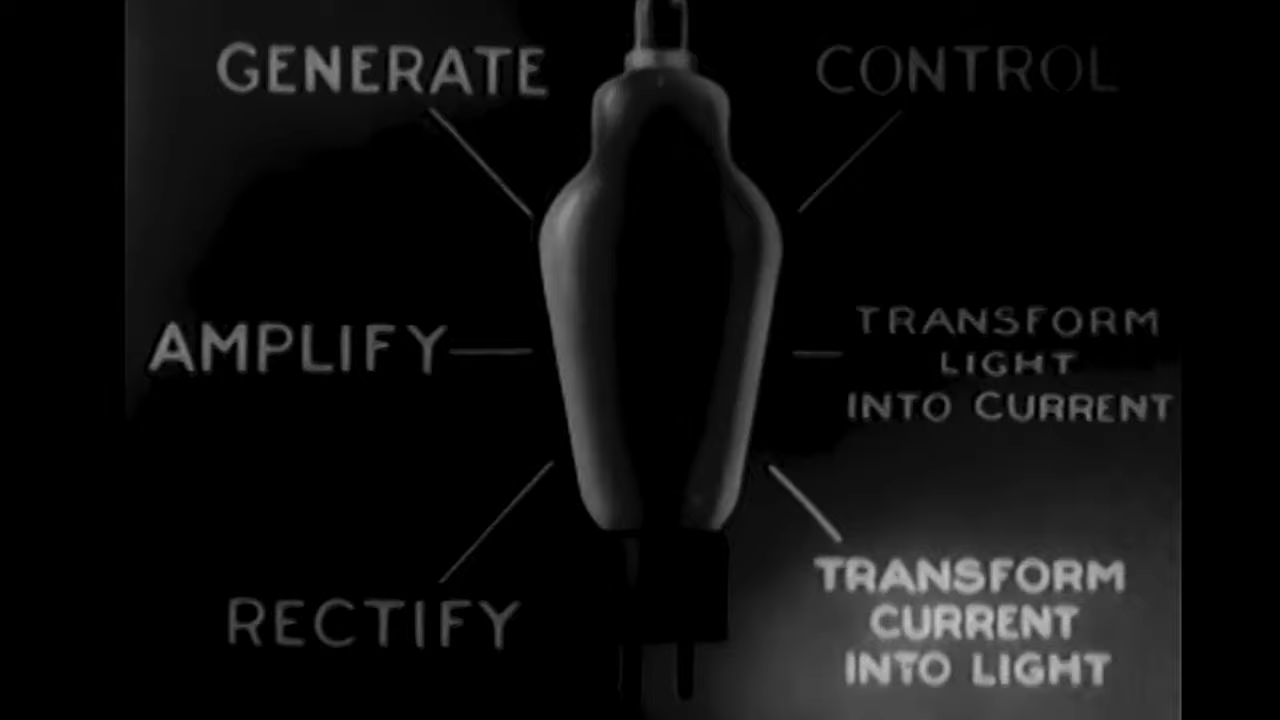 GENERATE
CONTROL
AMPLIFY
TRANSFORM
LIGHT
INTO CURRENT
RECTIFY
TRANSFORM
CURRENT
INTO LIGHT